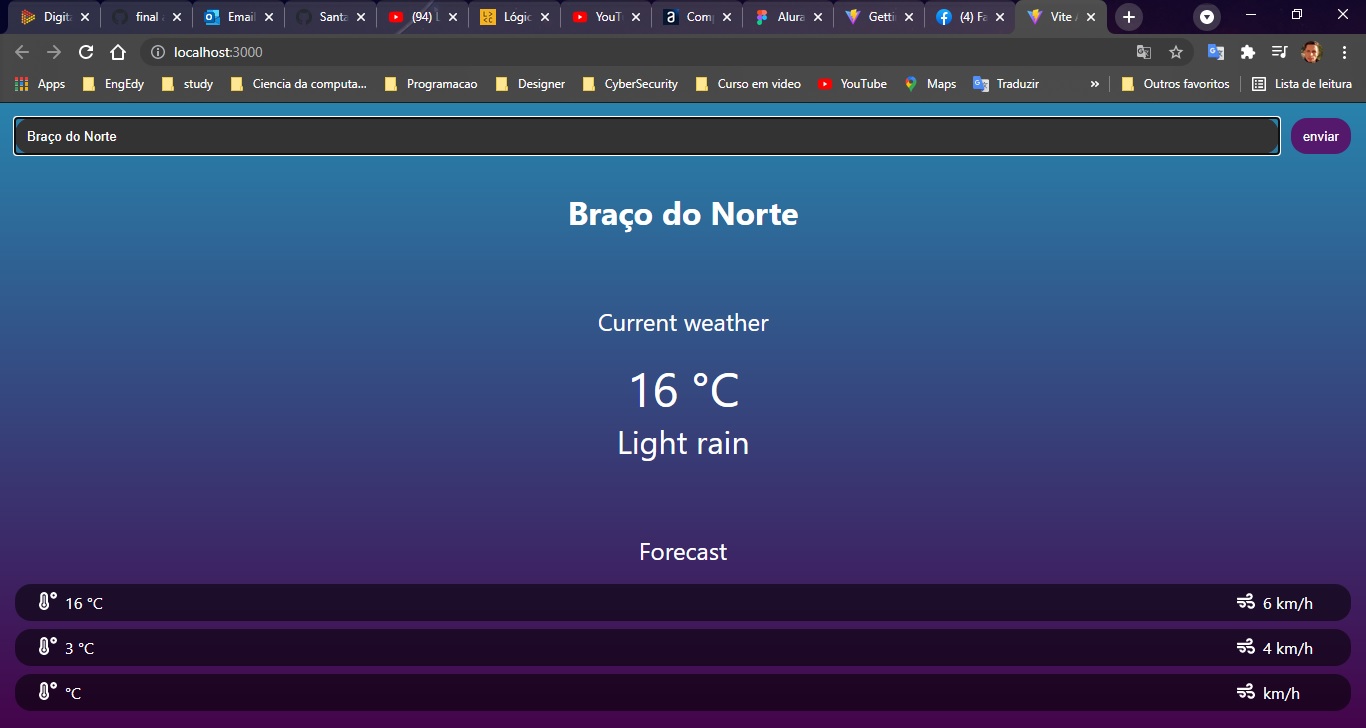 Digit final Email Santa (94) L Lógic YouT Com Alura Getti (4) Fa Vite
localhost:3000
Apps EngEdy study Ciencia da computa... Programacao Designer CyberSecurity Curso em video YouTube Maps Traduzir » Outros favoritos Lista de leitura
Braço do Norte enviar
Braço do Norte
Current weather
16 °C
Light rain
Forecast
16 °C 6 km/h
3 °C 4 km/h
°C km/h